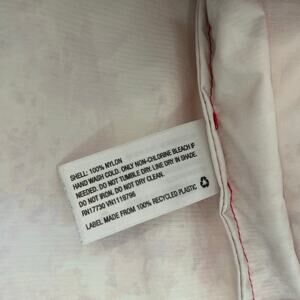 SHELL: 100% NYLON
HAND WASH COLD. ONLY NON-CHLORINE BLEACH IF
NEEDED. DO NOT TUMBLE DRY. LINE DRY IN SHADE.
DO NOT IRON. DO NOT DRY CLEAN.
RN17730 VN1119796
LABEL MADE FROM 100% RECYCLED PLASTIC